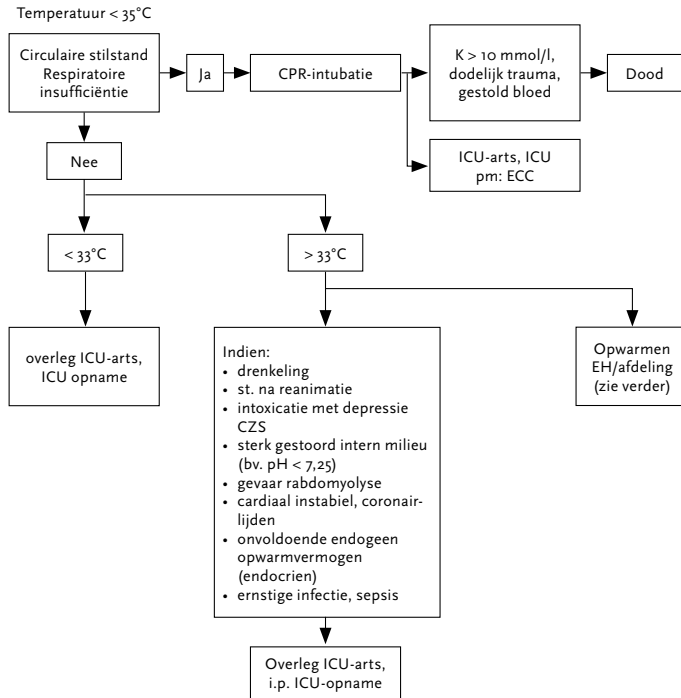 Temperatuur < 35°C
Circulaire stilstand
Respiratoire
insufficiëntie
Ja
CPR-intubatie
K > 10 mmol/l,
dodelijk trauma,
gestold bloed
Dood
Nee
ICU-arts, ICU
pm: ECC
< 33°C
> 33°C
overleg ICU-arts,
ICU opname
Indien:
• drenkeling
• st. na reanimatie
• intoxicatie met depressie
CZS
• sterk gestoord intern milieu
(bv. pH < 7,25)
• gevaar rabdomyolyse
• cardiaal instabiel, coronair-
lijden
• onvoldoende endogeen
opwarmvermogen
(endocrien)
• ernstige infectie, sepsis
Opwarmen
EH/afdeling
(zie verder)
Overleg ICU-arts,
i.p. ICU-opname